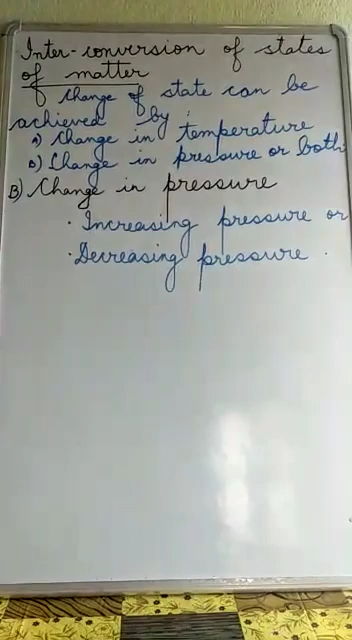 Inter-conversion of states
of matter
Change of state can be
achieved by :
A) Change in temperature
B) Change in pressure or both
B) Change in pressure
· Increasing pressure or
· Decreasing pressure .